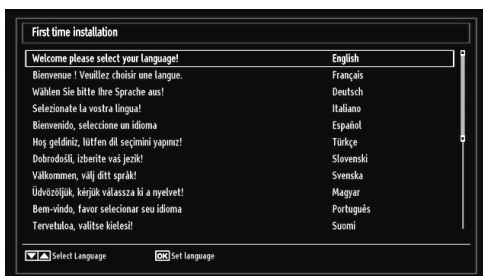 First time installation
Welcome please select your language! English
Bienvenue ! Veuillez choisir une langue. Français
Wählen Sie bitte Ihre Sprache aus! Deutsch
Selezionate la vostra lingua! Italiano
Bienvenido, seleccione un idioma Español
Hoş geldiniz, lütfen dil seçimini yapınız! Türkçe
Dobrodošli, izberite vaš jezik! Slovenski
Välkommen, välj ditt språk! Svenska
Üdvözöljük, kérjük válassza ki a nyelvet! Magyar
Bem-vindo, favor selecionar seu idioma Português
Tervetuloa, valitse kielesi! Suomi
Select Language OK Set language